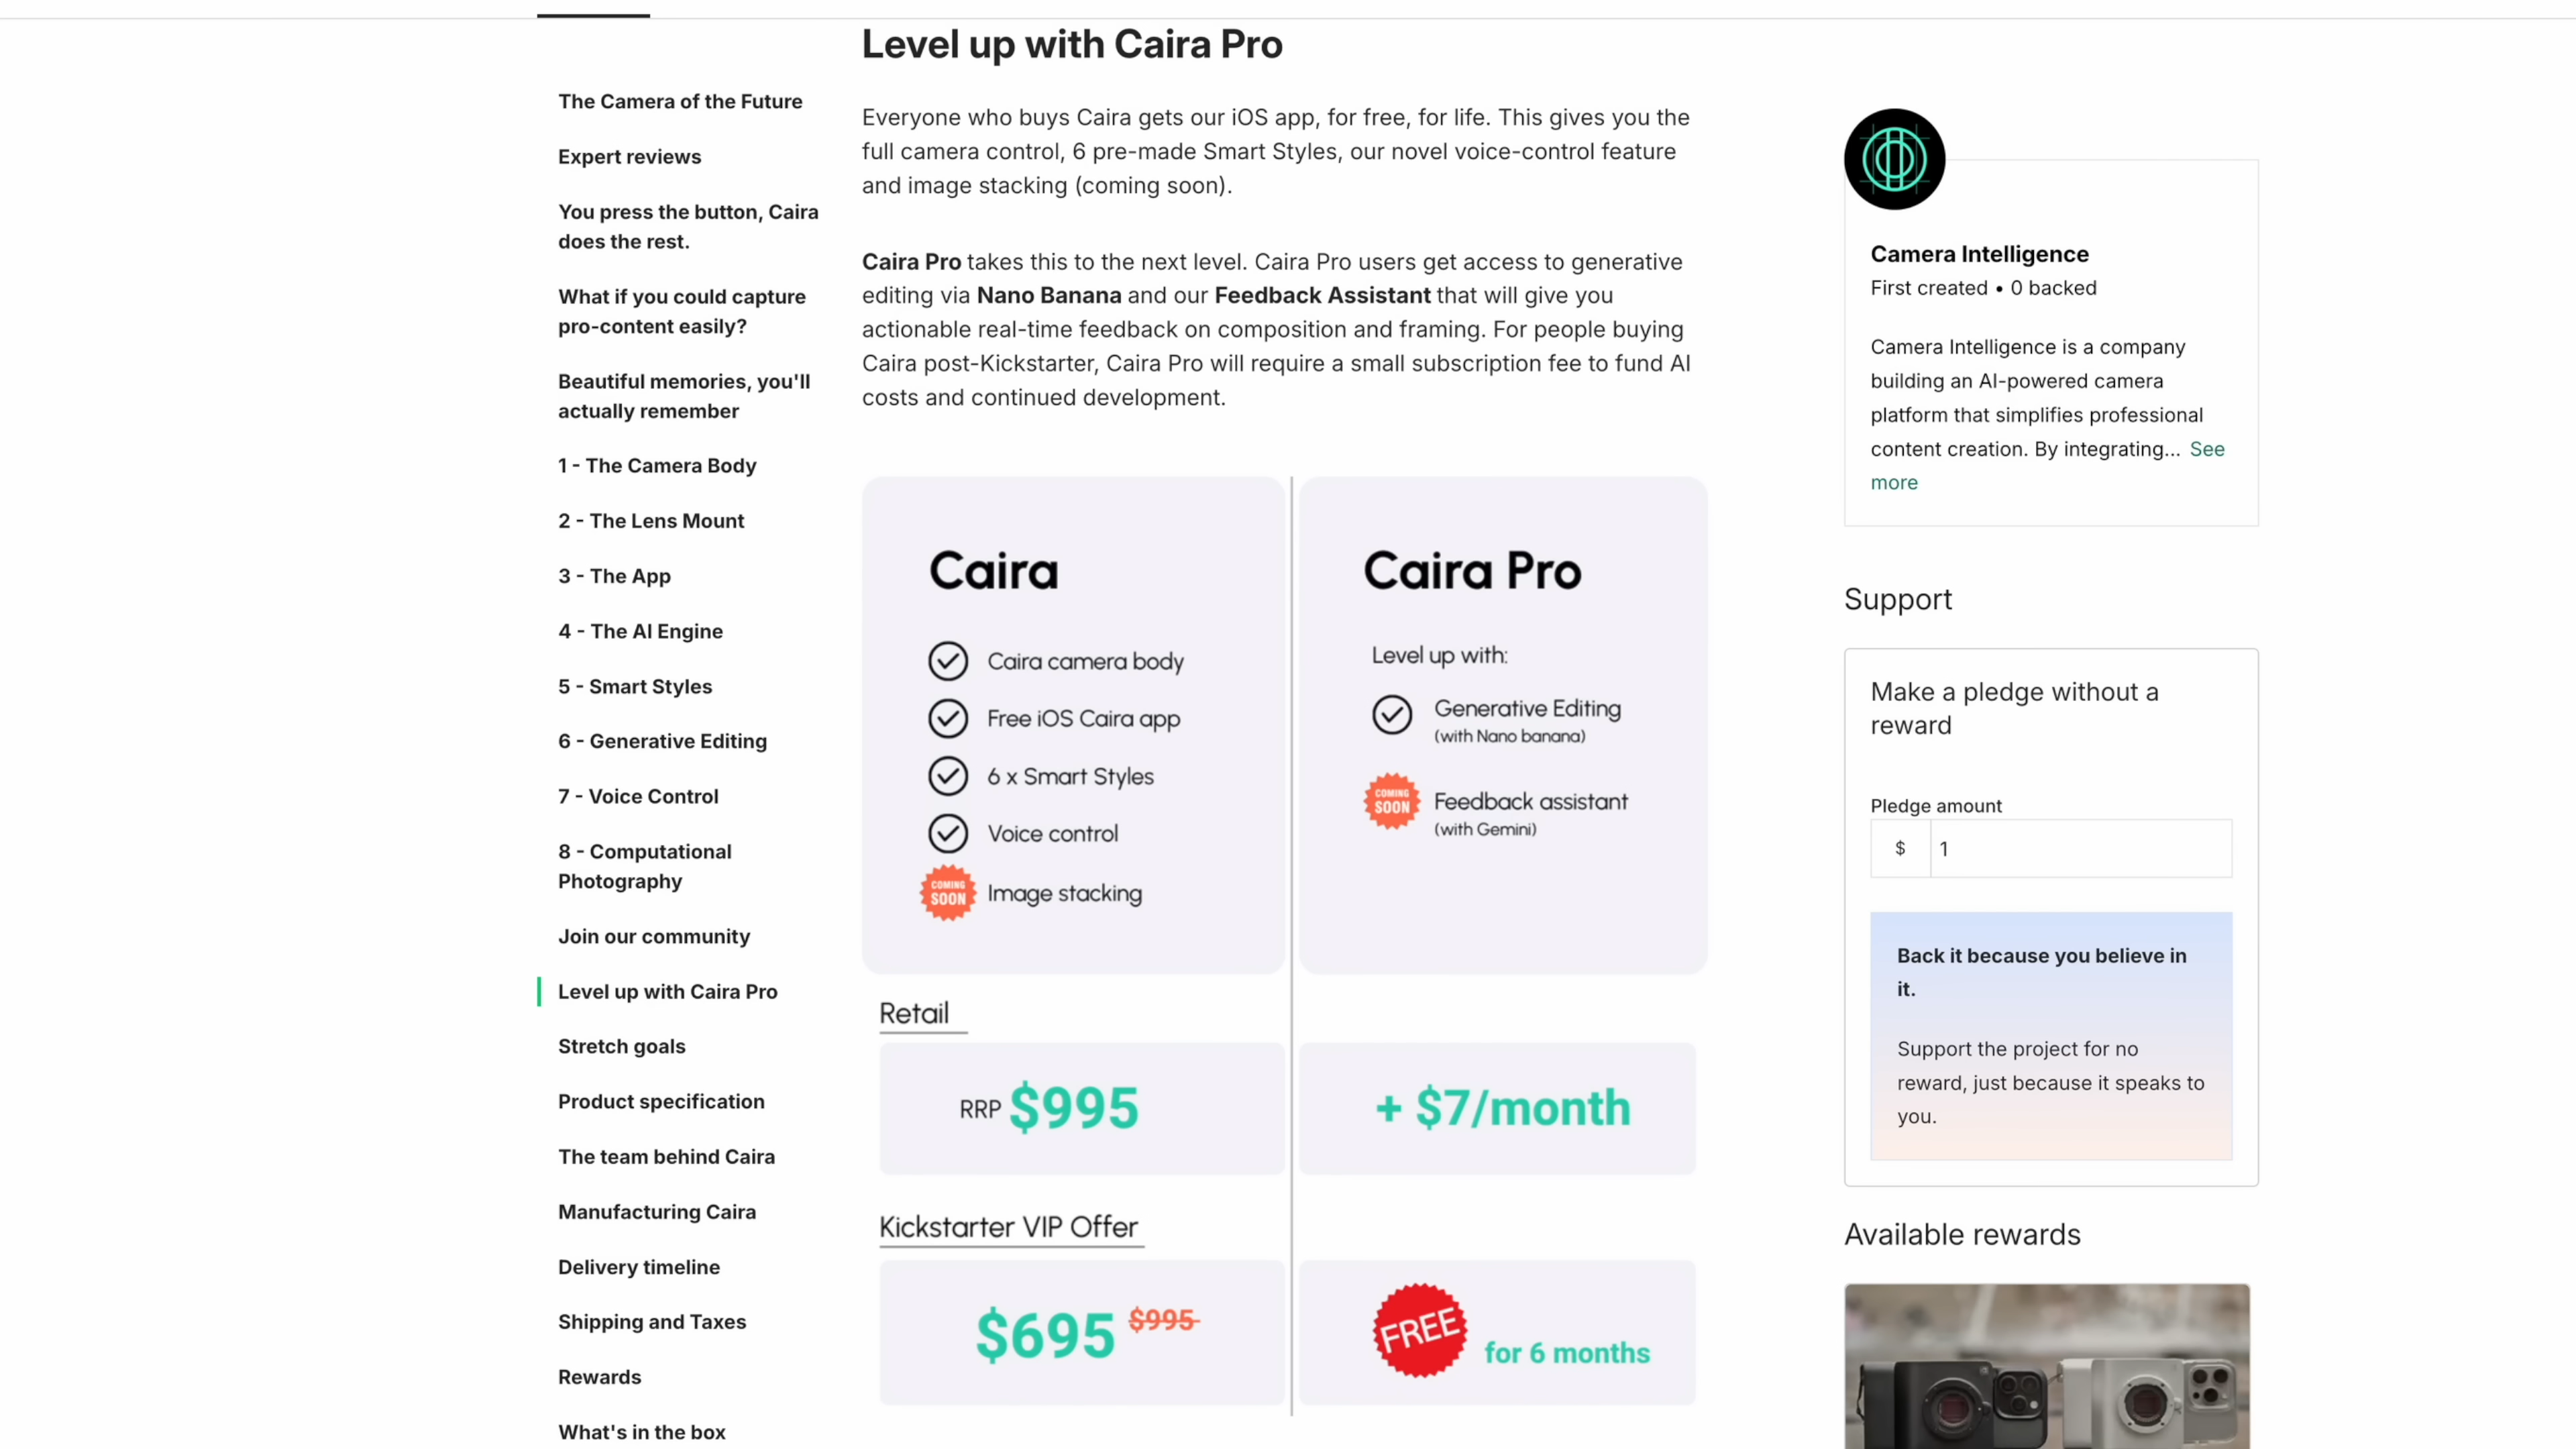 Level up with Caira Pro
The Camera of the Future
Expert reviews
You press the button, Caira
does the rest.
What if you could capture
pro-content easily?
Beautiful memories, you'll
actually remember
1 - The Camera Body
2 - The Lens Mount
3 - The App
4 - The AI Engine
5 - Smart Styles
6 - Generative Editing
7 - Voice Control
8 - Computational
Photography
Join our community
Level up with Caira Pro
Stretch goals
Product specification
The team behind Caira
Manufacturing Caira
Delivery timeline
Shipping and Taxes
Rewards
What's in the box
Everyone who buys Caira gets our iOS app, for free, for life. This gives you the
full camera control, 6 pre-made Smart Styles, our novel voice-control feature
and image stacking (coming soon).
Caira Pro takes this to the next level. Caira Pro users get access to generative
editing via Nano Banana and our Feedback Assistant that will give you
actionable real-time feedback on composition and framing. For people buying
Caira post-Kickstarter, Caira Pro will require a small subscription fee to fund AI
costs and continued development.
Caira
Caira camera body
Free iOS Caira app
6 x Smart Styles
Voice control
COMING
SOON
Image stacking
Caira Pro
Level up with:
Generative Editing
(with Nano banana)
COMING
SOON
Feedback assistant
(with Gemini)
Retail
RRP $995
+ $7/month
Kickstarter VIP Offer
$695 $995
FREE
for 6 months
Camera Intelligence
First created • 0 backed
Camera Intelligence is a company
building an AI-powered camera
platform that simplifies professional
content creation. By integrating... See
more
Support
Make a pledge without a
reward
Pledge amount
$ 1
Back it because you believe in
it.
Support the project for no
reward, just because it speaks to
you.
Available rewards